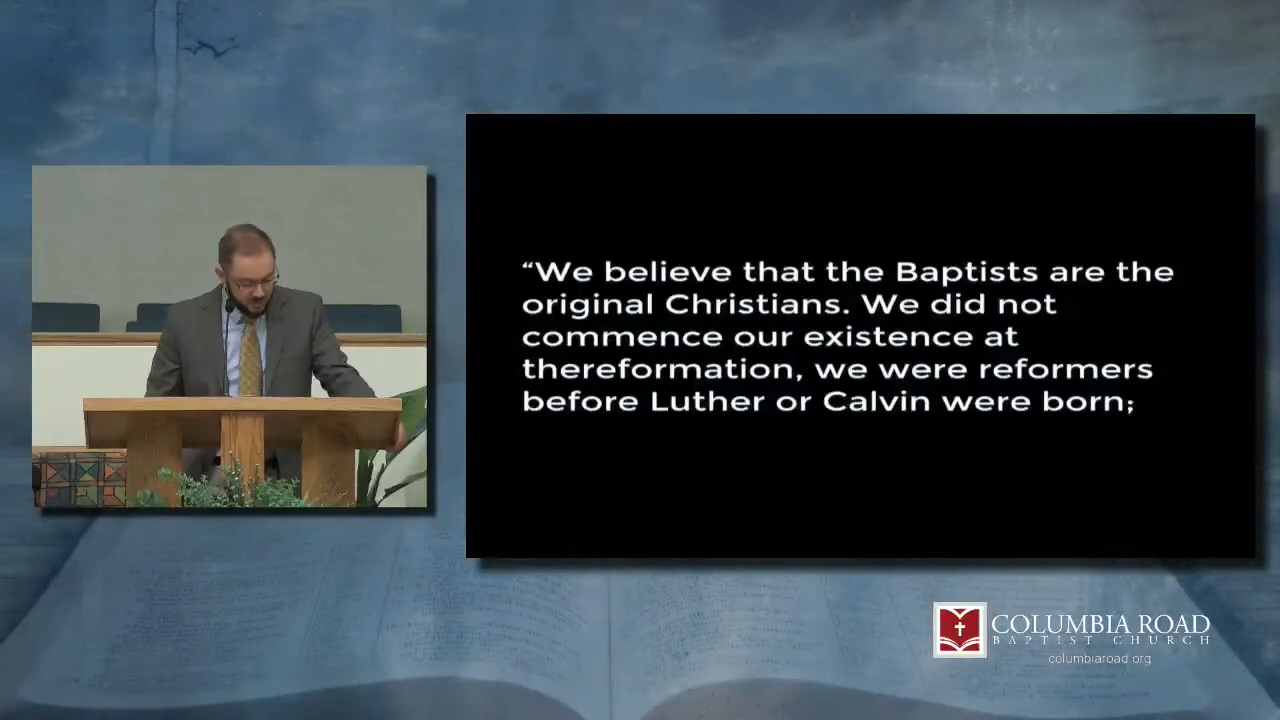 “We believe that the Baptists are the
original Christians. We did not
commence our existence at
thereformation, we were reformers
before Luther or Calvin were born;
COLUMBIA ROAD
BAPTIST CHURCH
columbiaroad.org